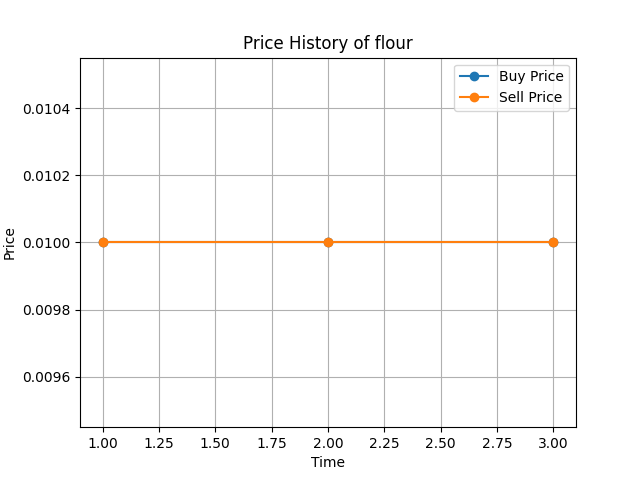 Price History of flour
Buy Price
Sell Price
0.0104
0.0102
0.0100
0.0098
0.0096
Price
1.00 1.25 1.50 1.75 2.00 2.25 2.50 2.75 3.00
Time